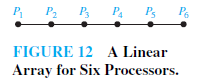 P₁ P₂ P₃ P₄ P₅ P₆
FIGURE 12 A Linear
Array for Six Processors.